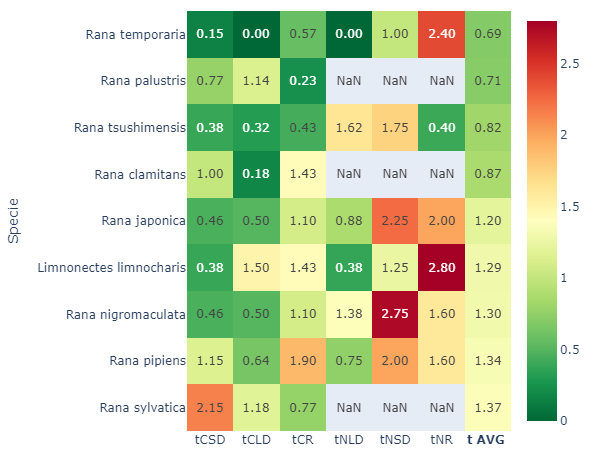 Specie
Rana temporaria 0.15 0.00 0.57 0.00 1.00 2.40 0.69
Rana palustris 0.77 1.14 0.23 NaN NaN NaN 0.71
Rana tsushimensis 0.38 0.32 0.43 1.62 1.75 0.40 0.82
Rana clamitans 1.00 0.18 1.43 NaN NaN NaN 0.87
Rana japonica 0.46 0.50 1.10 0.88 2.25 2.00 1.20
Limnonectes limnocharis 0.38 1.50 1.43 0.38 1.25 2.80 1.29
Rana nigromaculata 0.46 0.50 1.10 1.38 2.75 1.60 1.30
Rana pipiens 1.15 0.64 1.90 0.75 2.00 1.60 1.34
Rana sylvatica 2.15 1.18 0.77 NaN NaN NaN 1.37
tCSD tCLD tCR tNLD tNSD tNR t AVG
2.5
2
1.5
1
0.5
0